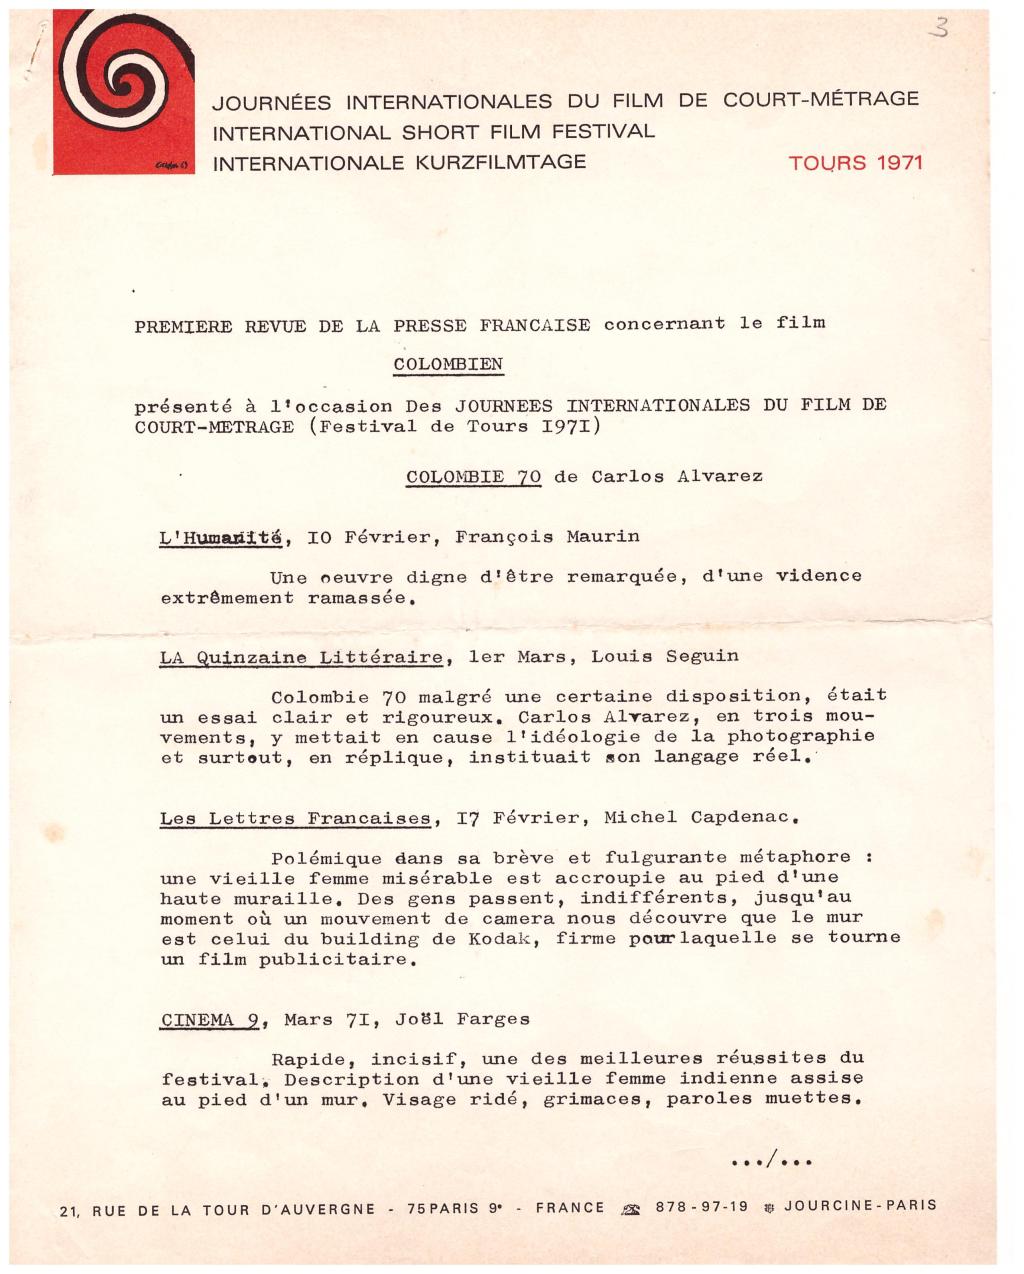 3
JOURNÉES INTERNATIONALES DU FILM DE COURT-MÉTRAGE
INTERNATIONAL SHORT FILM FESTIVAL
INTERNATIONALE KURZFILMTAGE
TOURS 1971
PREMIERE REVUE DE LA PRESSE FRANCAISE concernant le film
COLOMBIEN
présenté à l'occasion Des JOURNEES INTERNATIONALES DU FILM DE
COURT-METRAGE (Festival de Tours I97I)
COLOMBIE 70 de Carlos Alvarez
L'Humanité, IO Février, François Maurin
Une oeuvre digne d'être remarquée, d'une vidence
extrêmement ramassée.
LA Quinzaine Littéraire, 1er Mars, Louis Seguin
Colombie 70 malgré une certaine disposition, était
un essai clair et rigoureux. Carlos Alvarez, en trois mou-
vements, y mettait en cause l'idéologie de la photographie
et surtout, en réplique, instituait son langage réel.
Les Lettres Francaises, I7 Février, Michel Capdenac.
Polémique dans sa brève et fulgurante métaphore :
une vieille femme misérable est accroupie au pied d'une
haute muraille. Des gens passent, indifférents, jusqu'au
moment où un mouvement de camera nous découvre que le mur
est celui du building de Kodak, firme pour laquelle se tourne
un film publicitaire.
CINEMA 9, Mars 7I, Joël Farges
Rapide, incisif, une des meilleures réussites du
festival. Description d'une vieille femme indienne assise
au pied d'un mur. Visage ridé, grimaces, paroles muettes.
.../...
21, RUE DE LA TOUR D'AUVERGNE - 75 PARIS 9e - FRANCE ☎ 878-97-19 JOURCINE-PARIS